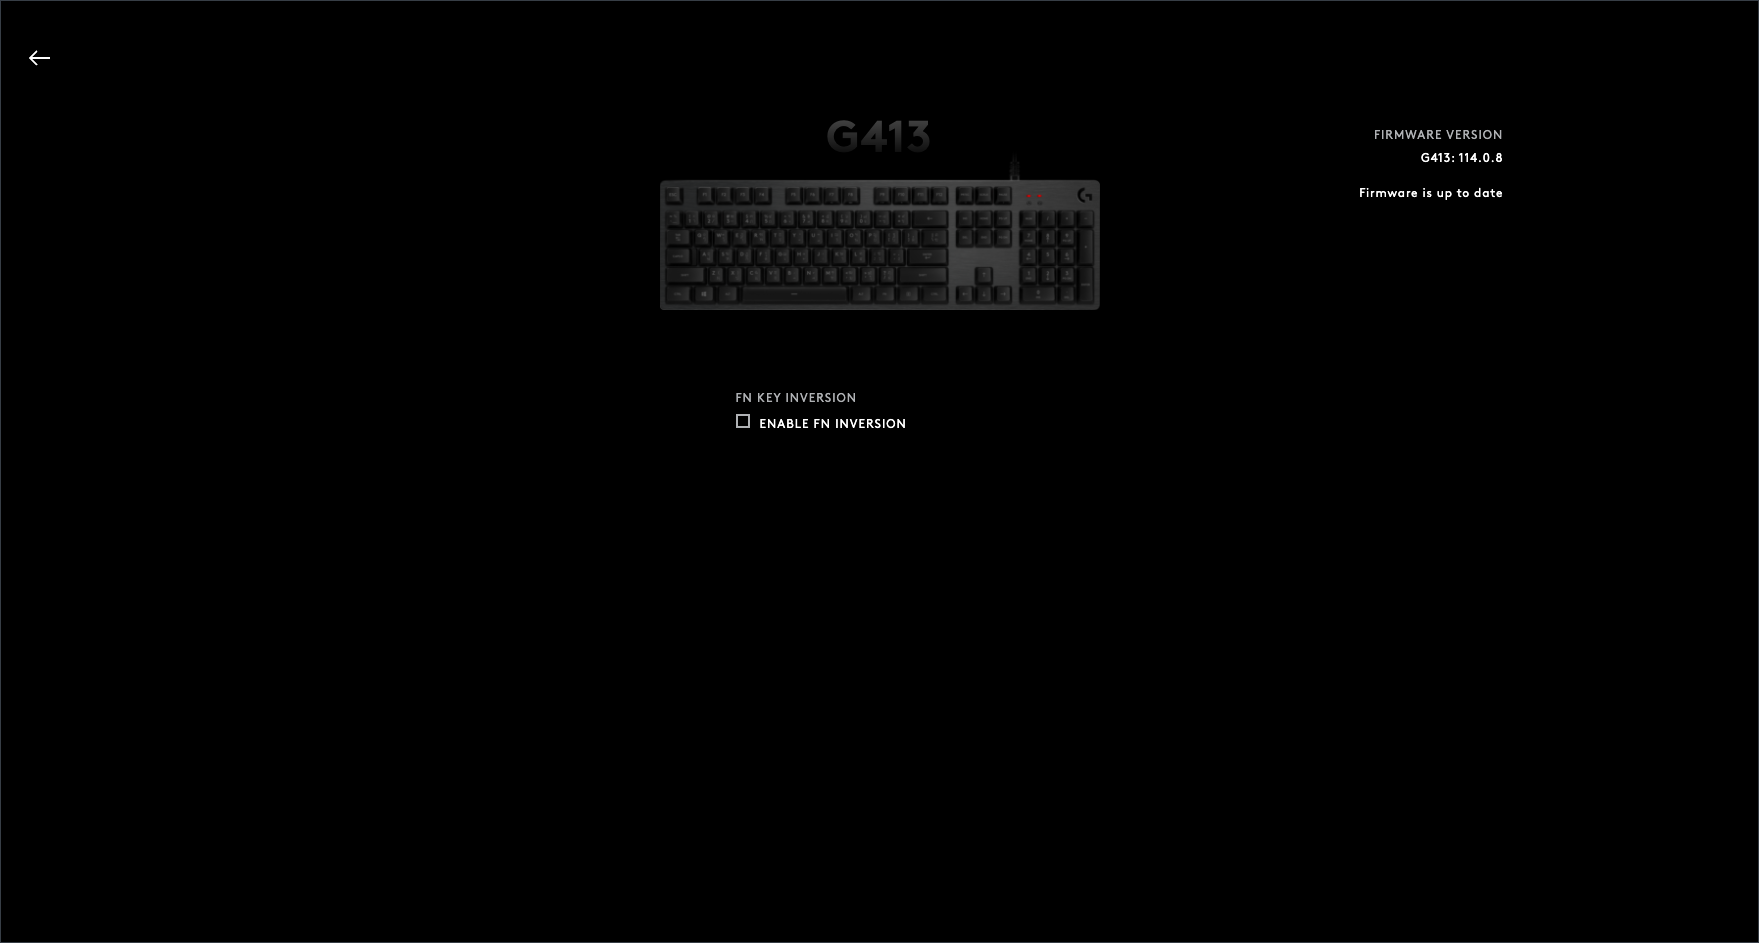 G413
FIRMWARE VERSION
G413: 114.0.8
Firmware is up to date
FN KEY INVERSION
ENABLE FN INVERSION